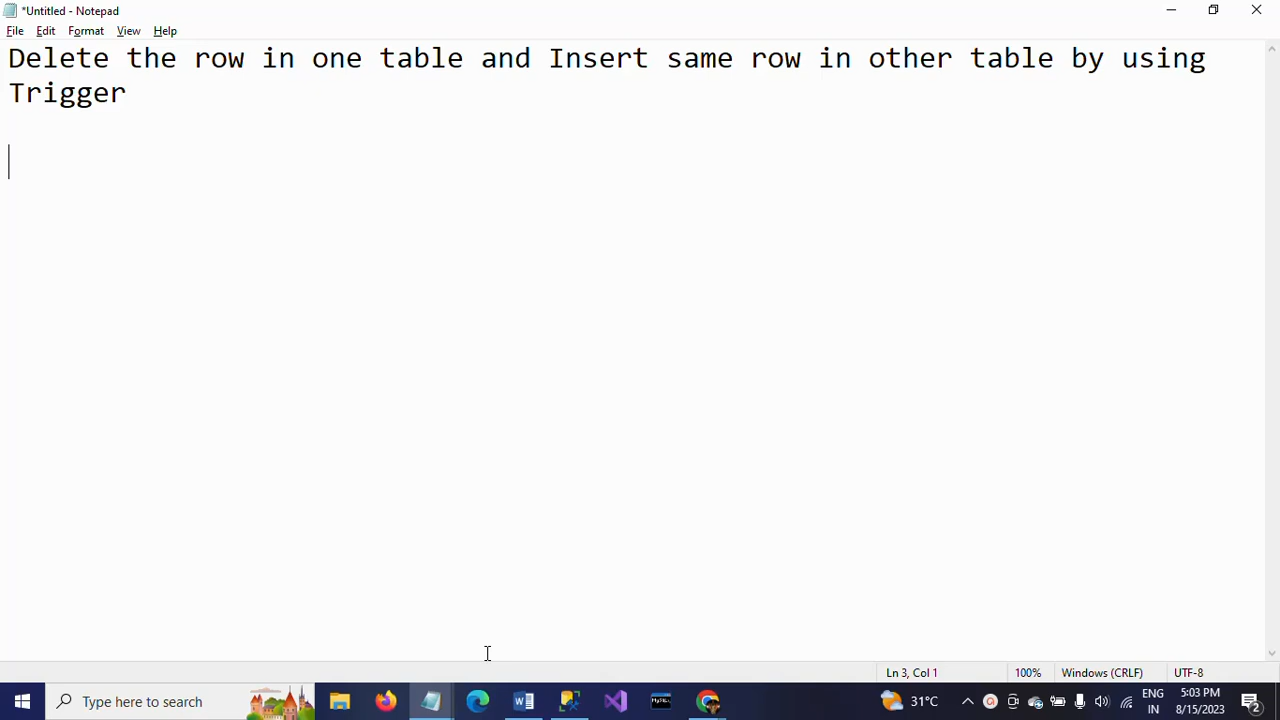 *Untitled - Notepad
File Edit Format View Help
Delete the row in one table and Insert same row in other table by using
Trigger
Ln 3, Col 1 100% Windows (CRLF) UTF-8
Type here to search
MySQL
31°C
ENG
IN
5:03 PM
8/15/2023
2